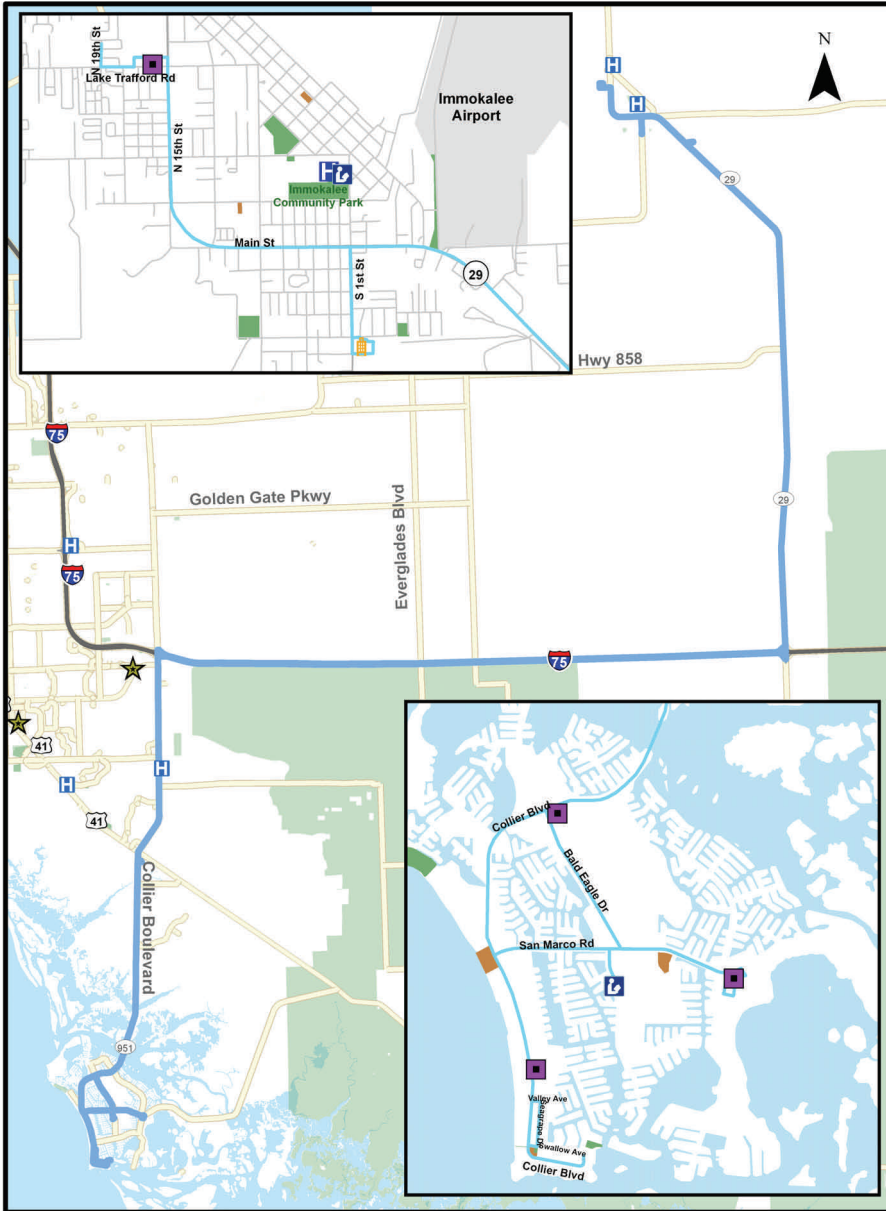 N 19th St
Lake Trafford Rd
N 15th St
Immokalee
Airport
H
Immokalee
Community Park
Main St
S 1st St
29
N
H
H
29
Hwy 858
75
Golden Gate Pkwy
Everglades Blvd
29
H
75
75
41
H
H
41
Collier Boulevard
951
Collier Blvd
Bald Eagle Dr
San Marco Rd
Valley Ave
Seagrape Dr
Swallow Ave
Collier Blvd